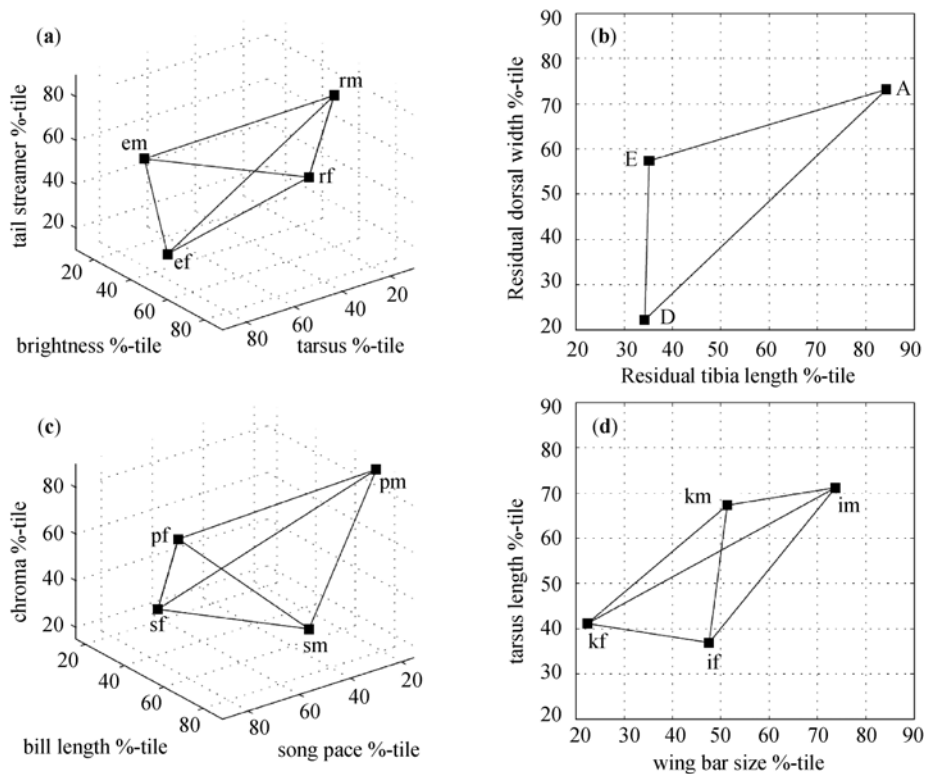 (a)
tail streamer %-tile
80
60
40
20
rm
em
rf
ef
20
40
60
80
80
60
40
20
brightness %-tile
tarsus %-tile
(b)
Residual dorsal width %-tile
90
80
70
60
50
40
30
20
A
E
D
20 30 40 50 60 70 80 90
Residual tibia length %-tile
(c)
chroma %-tile
80
60
40
20
pm
pf
sf
sm
20
40
60
80
80
60
40
20
bill length %-tile
song pace %-tile
(d)
tarsus length %-tile
90
80
70
60
50
40
30
20
km
im
kf
if
20 30 40 50 60 70 80 90
wing bar size %-tile